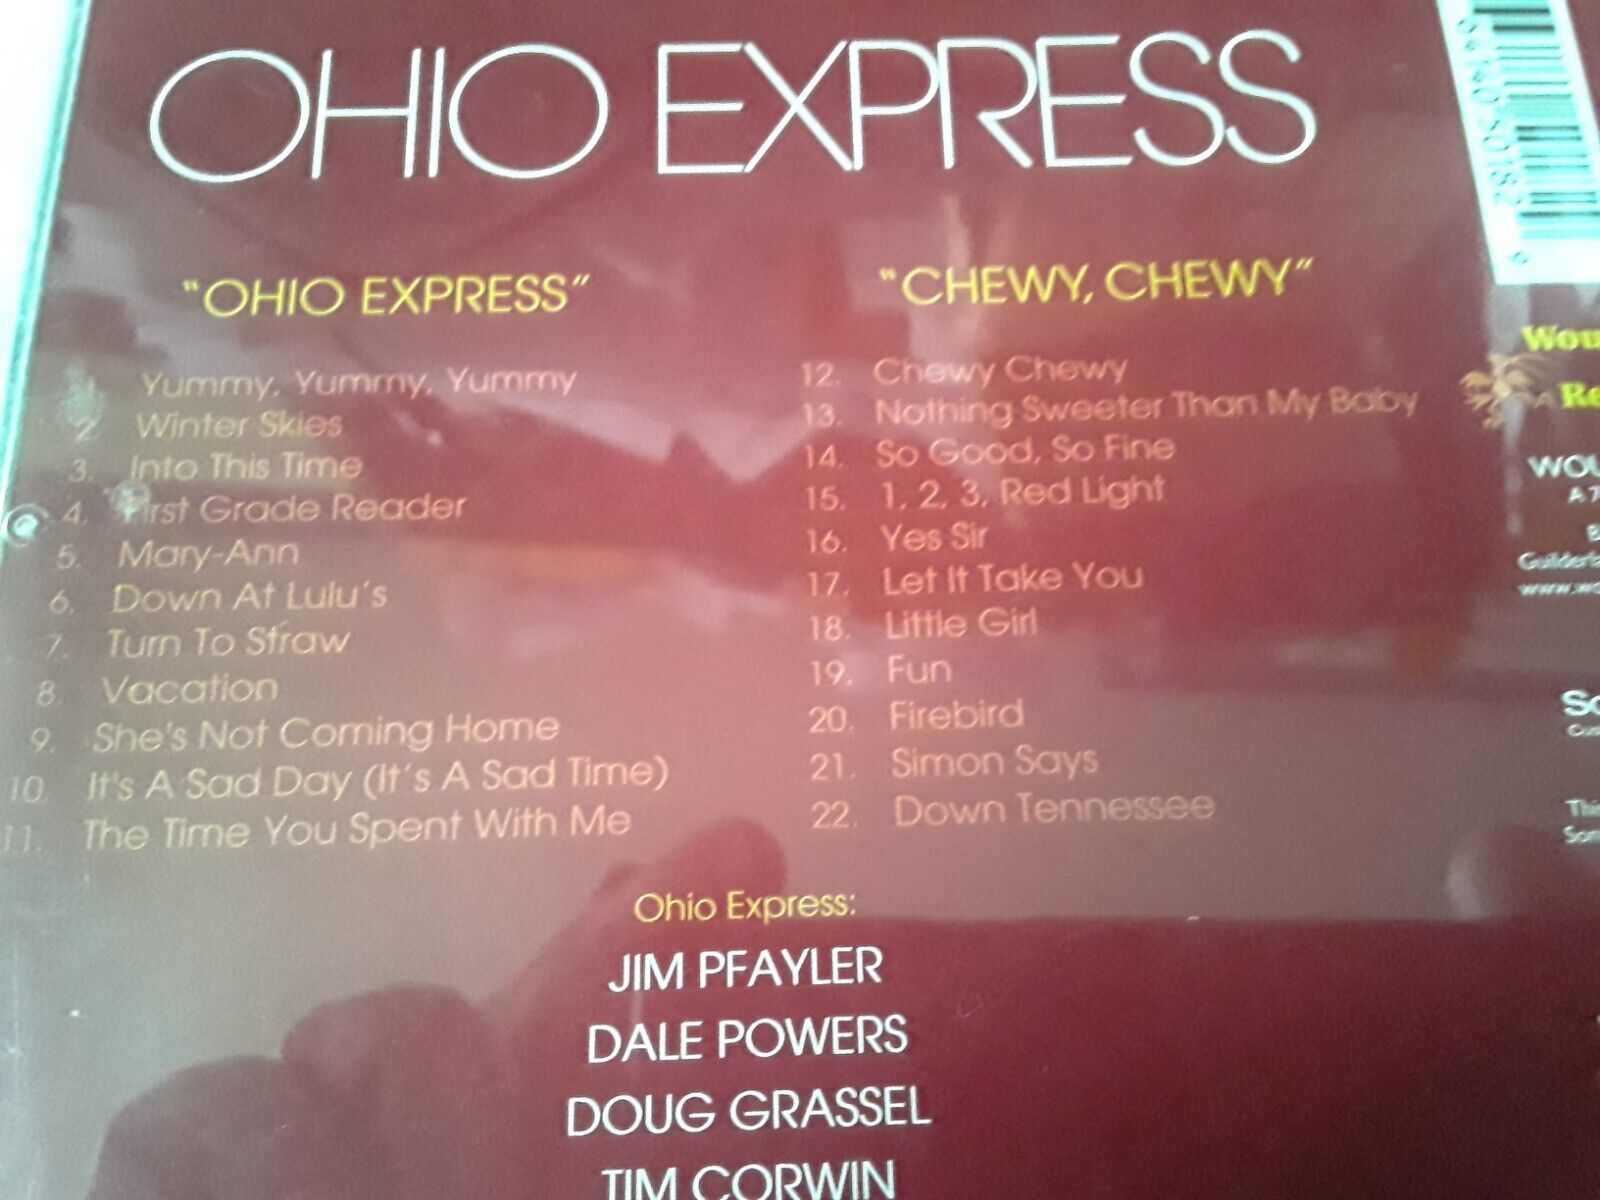 OHIO EXPRESS
"OHIO EXPRESS"
1. Yummy, Yummy, Yummy
2. Winter Skies
3. Into This Time
4. First Grade Reader
5. Mary-Ann
6. Down At Lulu's
7. Turn To Straw
8. Vacation
9. She's Not Coming Home
10. It's A Sad Day (It's A Sad Time)
11. The Time You Spent With Me
"CHEWY, CHEWY"
12. Chewy Chewy
13. Nothing Sweeter Than My Baby
14. So Good, So Fine
15. 1, 2, 3, Red Light
16. Yes Sir
17. Let It Take You
18. Little Girl
19. Fun
20. Firebird
21. Simon Says
22. Down Tennessee
Ohio Express:
JIM PFAYLER
DALE POWERS
DOUG GRASSEL
TIM CORWIN